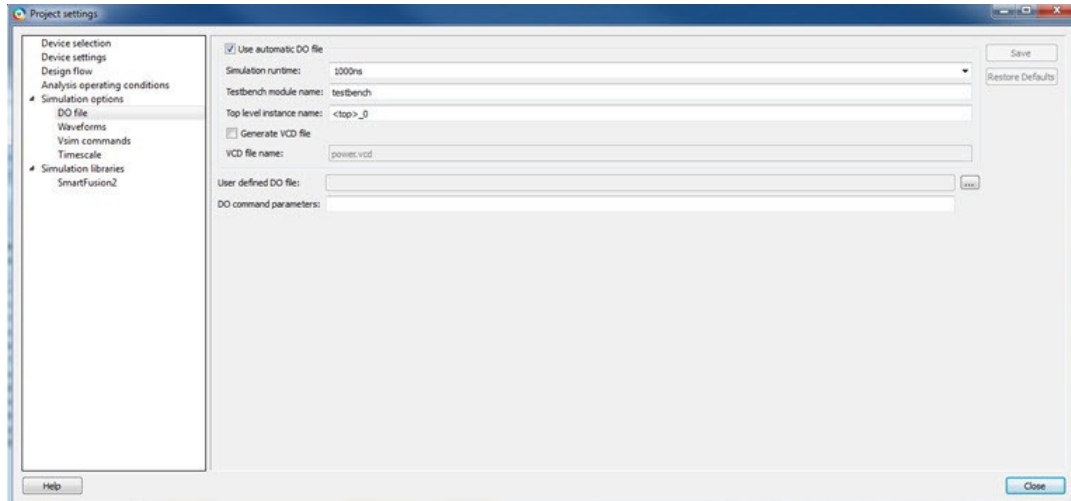 Project settings
Device selection
Device settings
Design flow
Analysis operating conditions
Simulation options
DO file
Waveforms
Vsim commands
Timescale
Simulation libraries
SmartFusion2
Use automatic DO file
Simulation runtime: 1000ns
Testbench module name: testbench
Top level instance name: <top>_0
Generate VCD file
VCD file name: power.vcd
User defined DO file: ...
DO command parameters:
Save
Restore Defaults
Help
Close